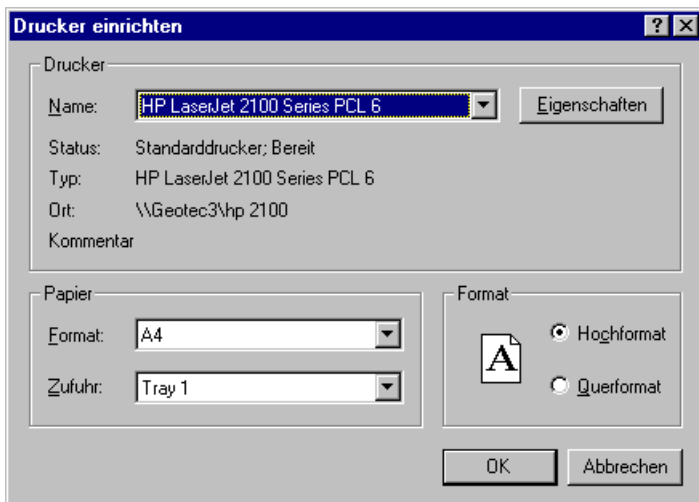 Drucker einrichten
Drucker
Name: HP LaserJet 2100 Series PCL 6 Eigenschaften
Status: Standarddrucker; Bereit
Typ: HP LaserJet 2100 Series PCL 6
Ort: \\Geotec3\hp 2100
Kommentar
Papier
Format: A4
Zufuhr: Tray 1
Format
A
Hochformat
Querformat
OK Abbrechen